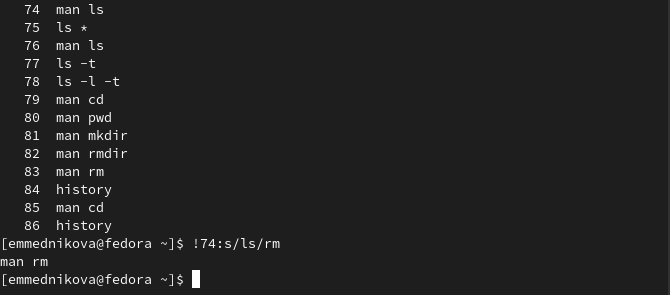 74 man ls
75 ls *
76 man ls
77 ls -t
78 ls -l -t
79 man cd
80 man pwd
81 man mkdir
82 man rmdir
83 man rm
84 history
85 man cd
86 history
[emmednikova@fedora ~]$ !74:s/ls/rm
man rm
[emmednikova@fedora ~]$